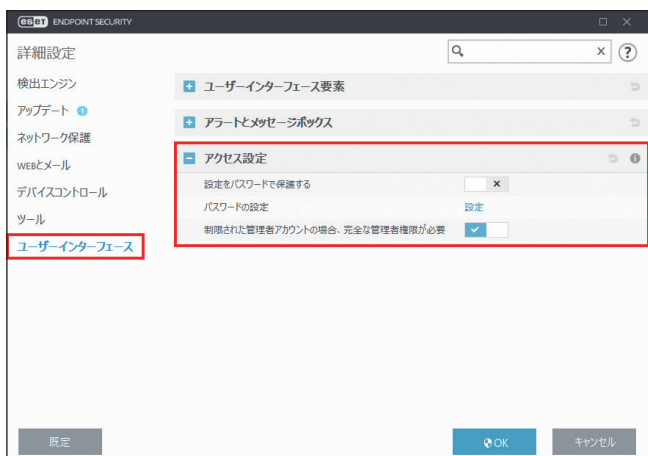 eset ENDPOINT SECURITY
詳細設定
検出エンジン
アップデート 1
ネットワーク保護
WEBとメール
デバイスコントロール
ツール
ユーザーインターフェース
ユーザーインターフェース要素
アラートとメッセージボックス
アクセス設定
設定をパスワードで保護する
パスワードの設定 設定
制限された管理者アカウントの場合、完全な管理者権限が必要
既定
OK
キャンセル